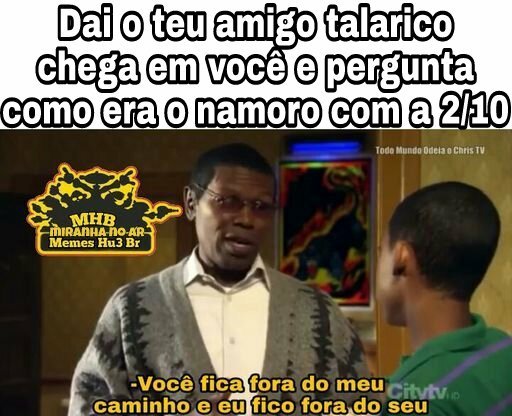 Dai o teu amigo talarico
chega em você e pergunta
como era o namoro com a 2/10
Todo Mundo Odeia o Chris TV
MHB
MIRANHA-NO-AR
Memes Hu3 Br
-Você fica fora do meu
caminho e eu fico fora do seu
Citytv HD